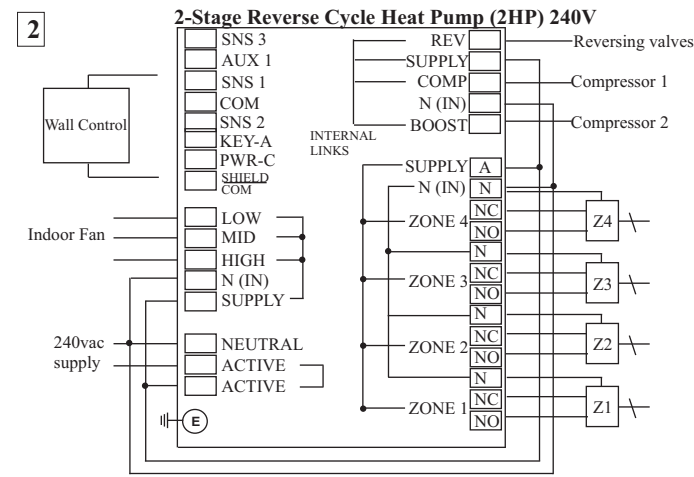 2
2-Stage Reverse Cycle Heat Pump (2HP) 240V
SNS 3
AUX 1
SNS 1
COM
SNS 2
KEY-A
PWR-C
SHIELD
COM
Wall Control
LOW
MID
HIGH
N (IN)
SUPPLY
Indoor Fan
240vac
supply
NEUTRAL
ACTIVE
ACTIVE
E
INTERNAL
LINKS
REV
SUPPLY
COMP
N (IN)
BOOST
Reversing valves
Compressor 1
Compressor 2
SUPPLY A
N (IN) N
ZONE 4
NC
NO
N
Z4
ZONE 3
NC
NO
N
Z3
ZONE 2
NC
NO
N
Z2
ZONE 1
NC
NO
Z1